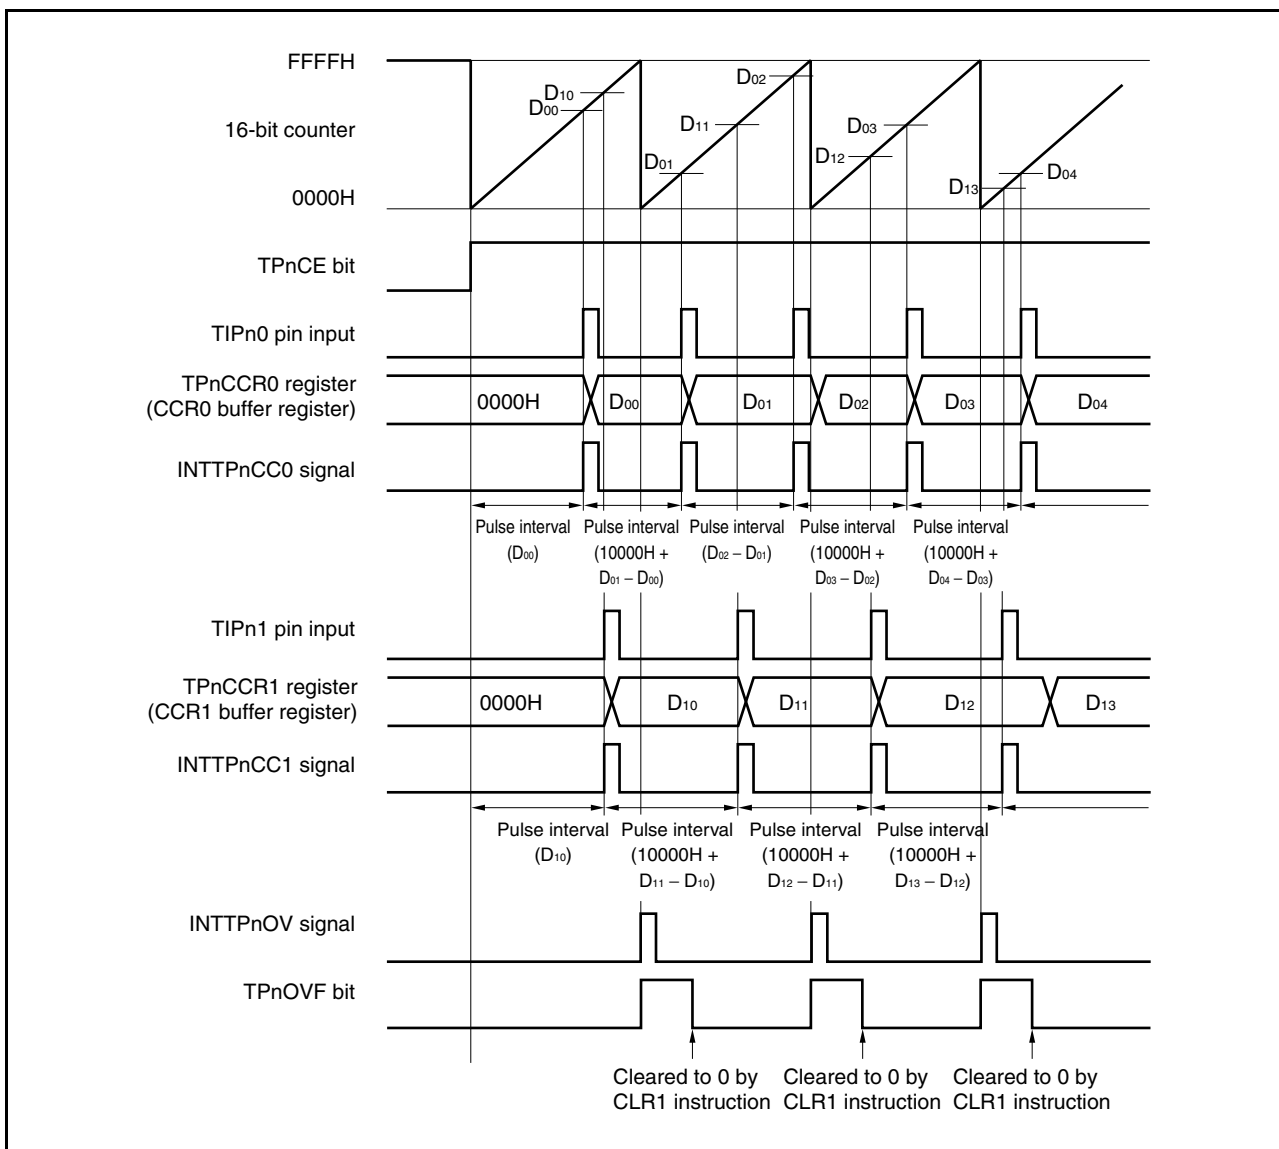 FFFFH
16-bit counter
0000H
D10
D00
D01
D11
D02
D12
D03
D13
D04
TPnCE bit
TIPn0 pin input
TPnCCR0 register
(CCR0 buffer register)
0000H D00 D01 D02 D03 D04
INTTPnCC0 signal
Pulse interval
(D00)
Pulse interval
(10000H +
D01 – D00)
Pulse interval
(D02 – D01)
Pulse interval
(10000H +
D03 – D02)
Pulse interval
(10000H +
D04 – D03)
TIPn1 pin input
TPnCCR1 register
(CCR1 buffer register)
0000H D10 D11 D12 D13
INTTPnCC1 signal
Pulse interval
(D10)
Pulse interval
(10000H +
D11 – D10)
Pulse interval
(10000H +
D12 – D11)
Pulse interval
(10000H +
D13 – D12)
INTTPnOV signal
TPnOVF bit
Cleared to 0 by
CLR1 instruction
Cleared to 0 by
CLR1 instruction
Cleared to 0 by
CLR1 instruction